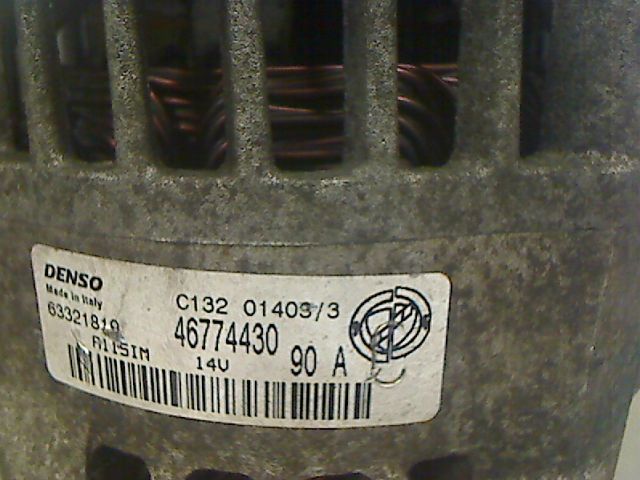 DENSO
Made in Italy
C132 01403/3
63321819
46774430
90 A
A115IM
14V